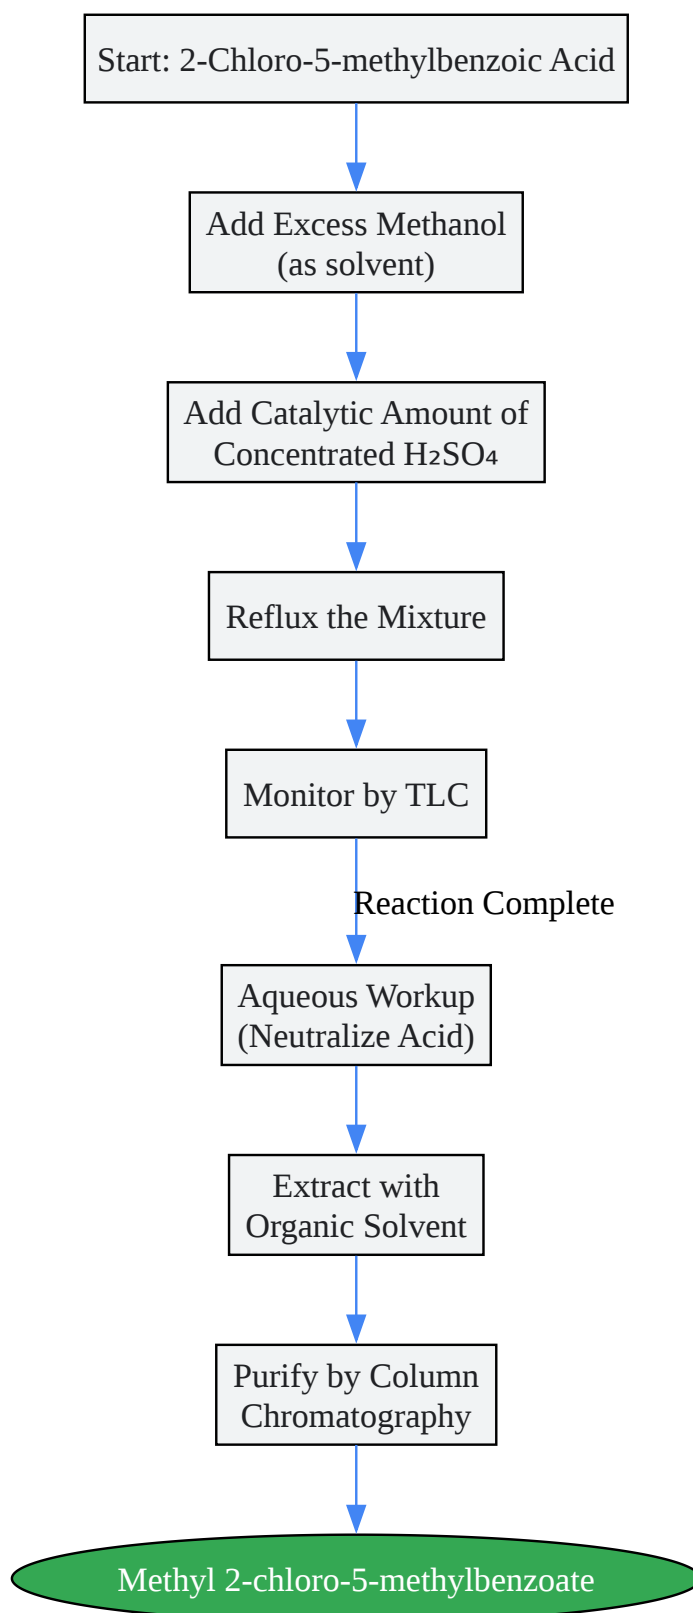 Start: 2-Chloro-5-methylbenzoic Acid
Add Excess Methanol
(as solvent)
Add Catalytic Amount of
Concentrated H₂SO₄
Reflux the Mixture
Monitor by TLC
Reaction Complete
Aqueous Workup
(Neutralize Acid)
Extract with
Organic Solvent
Purify by Column
Chromatography
Methyl 2-chloro-5-methylbenzoate